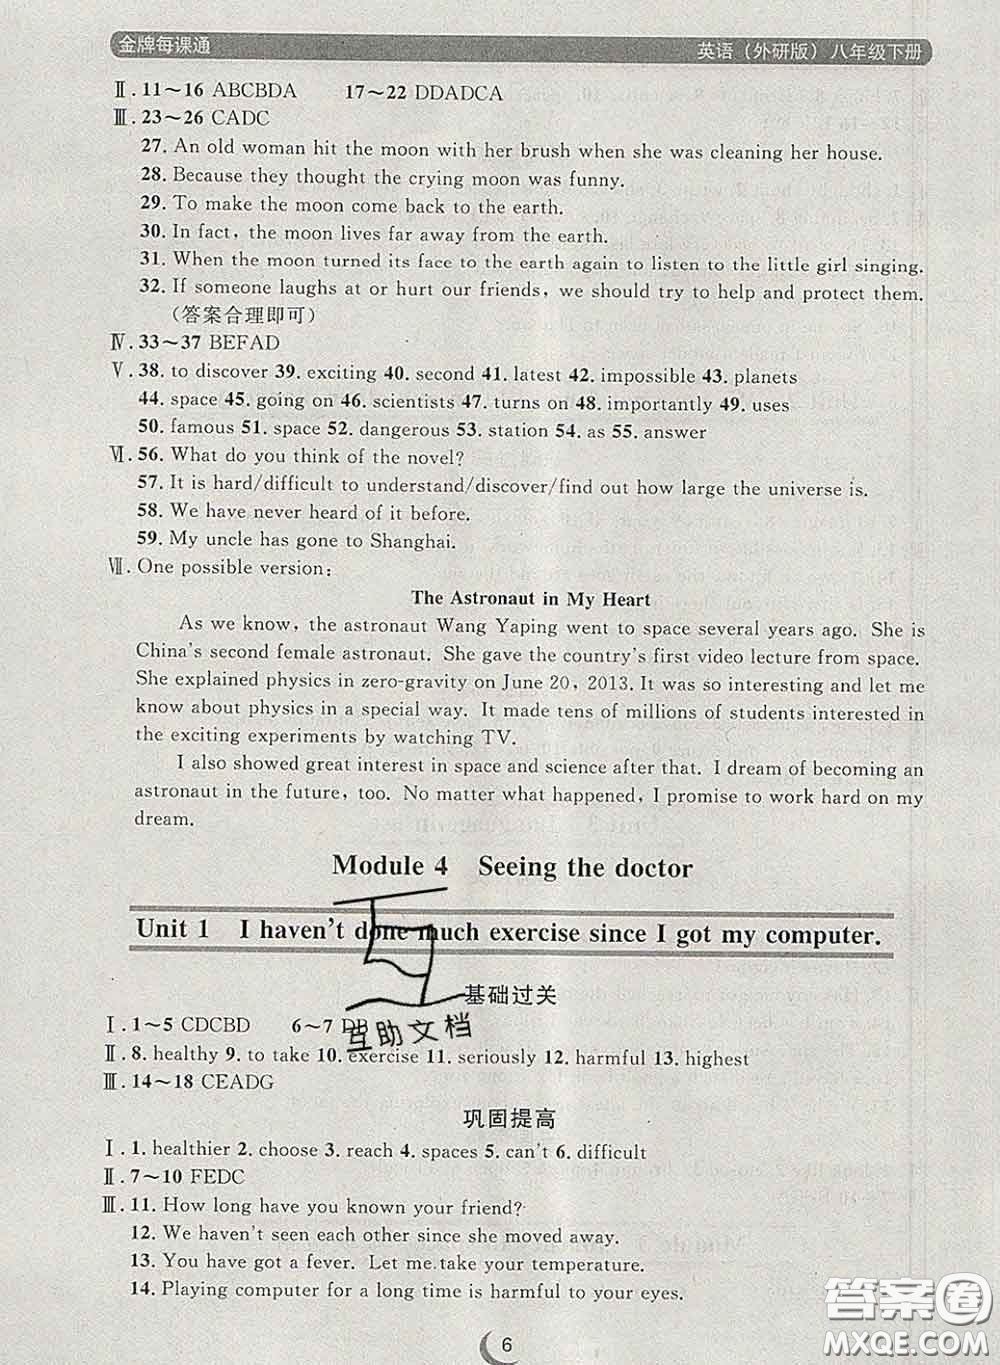 金牌每课通
英语（外研版）八年级下册
Ⅱ. 11～16 ABCBDA 17～22 DDADCA
Ⅲ. 23～26 CADC
27. An old woman hit the moon with her brush when she was cleaning her house.
28. Because they thought the crying moon was funny.
29. To make the moon come back to the earth.
30. In fact, the moon lives far away from the earth.
31. When the moon turned its face to the earth again to listen to the little girl singing.
32. If someone laughs at or hurt our friends, we should try to help and protect them.
（答案合理即可）
Ⅳ. 33～37 BEFAD
Ⅴ. 38. to discover 39. exciting 40. second 41. latest 42. impossible 43. planets
44. space 45. going on 46. scientists 47. turns on 48. importantly 49. uses
50. famous 51. space 52. dangerous 53. station 54. as 55. answer
Ⅵ. 56. What do you think of the novel?
57. It is hard/difficult to understand/discover/find out how large the universe is.
58. We have never heard of it before.
59. My uncle has gone to Shanghai.
Ⅶ. One possible version:
The Astronaut in My Heart
As we know, the astronaut Wang Yaping went to space several years ago. She is
China's second female astronaut. She gave the country's first video lecture from space.
She explained physics in zero-gravity on June 20, 2013. It was so interesting and let me
know about physics in a special way. It made tens of millions of students interested in
the exciting experiments by watching TV.
I also showed great interest in space and science after that. I dream of becoming an
astronaut in the future, too. No matter what happened, I promise to work hard on my
dream.
Module 4 Seeing the doctor
Unit 1 I haven't done much exercise since I got my computer.
基础过关
Ⅰ. 1～5 CDCBD 6～7 DB
互助文档
Ⅱ. 8. healthy 9. to take 10. exercise 11. seriously 12. harmful 13. highest
Ⅲ. 14～18 CEADG
巩固提高
Ⅰ. 1. healthier 2. choose 3. reach 4. spaces 5. can't 6. difficult
Ⅱ. 7～10 FEDC
Ⅲ. 11. How long have you known your friend?
12. We haven't seen each other since she moved away.
13. You have got a fever. Let me take your temperature.
14. Playing computer for a long time is harmful to your eyes.
6
答案圈
MXQE.COM